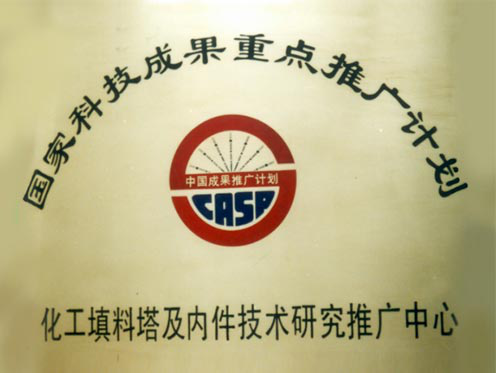 国家科技成果重点推广计划
中国成果推广计划
CASP
化工填料塔及内件技术研究推广中心